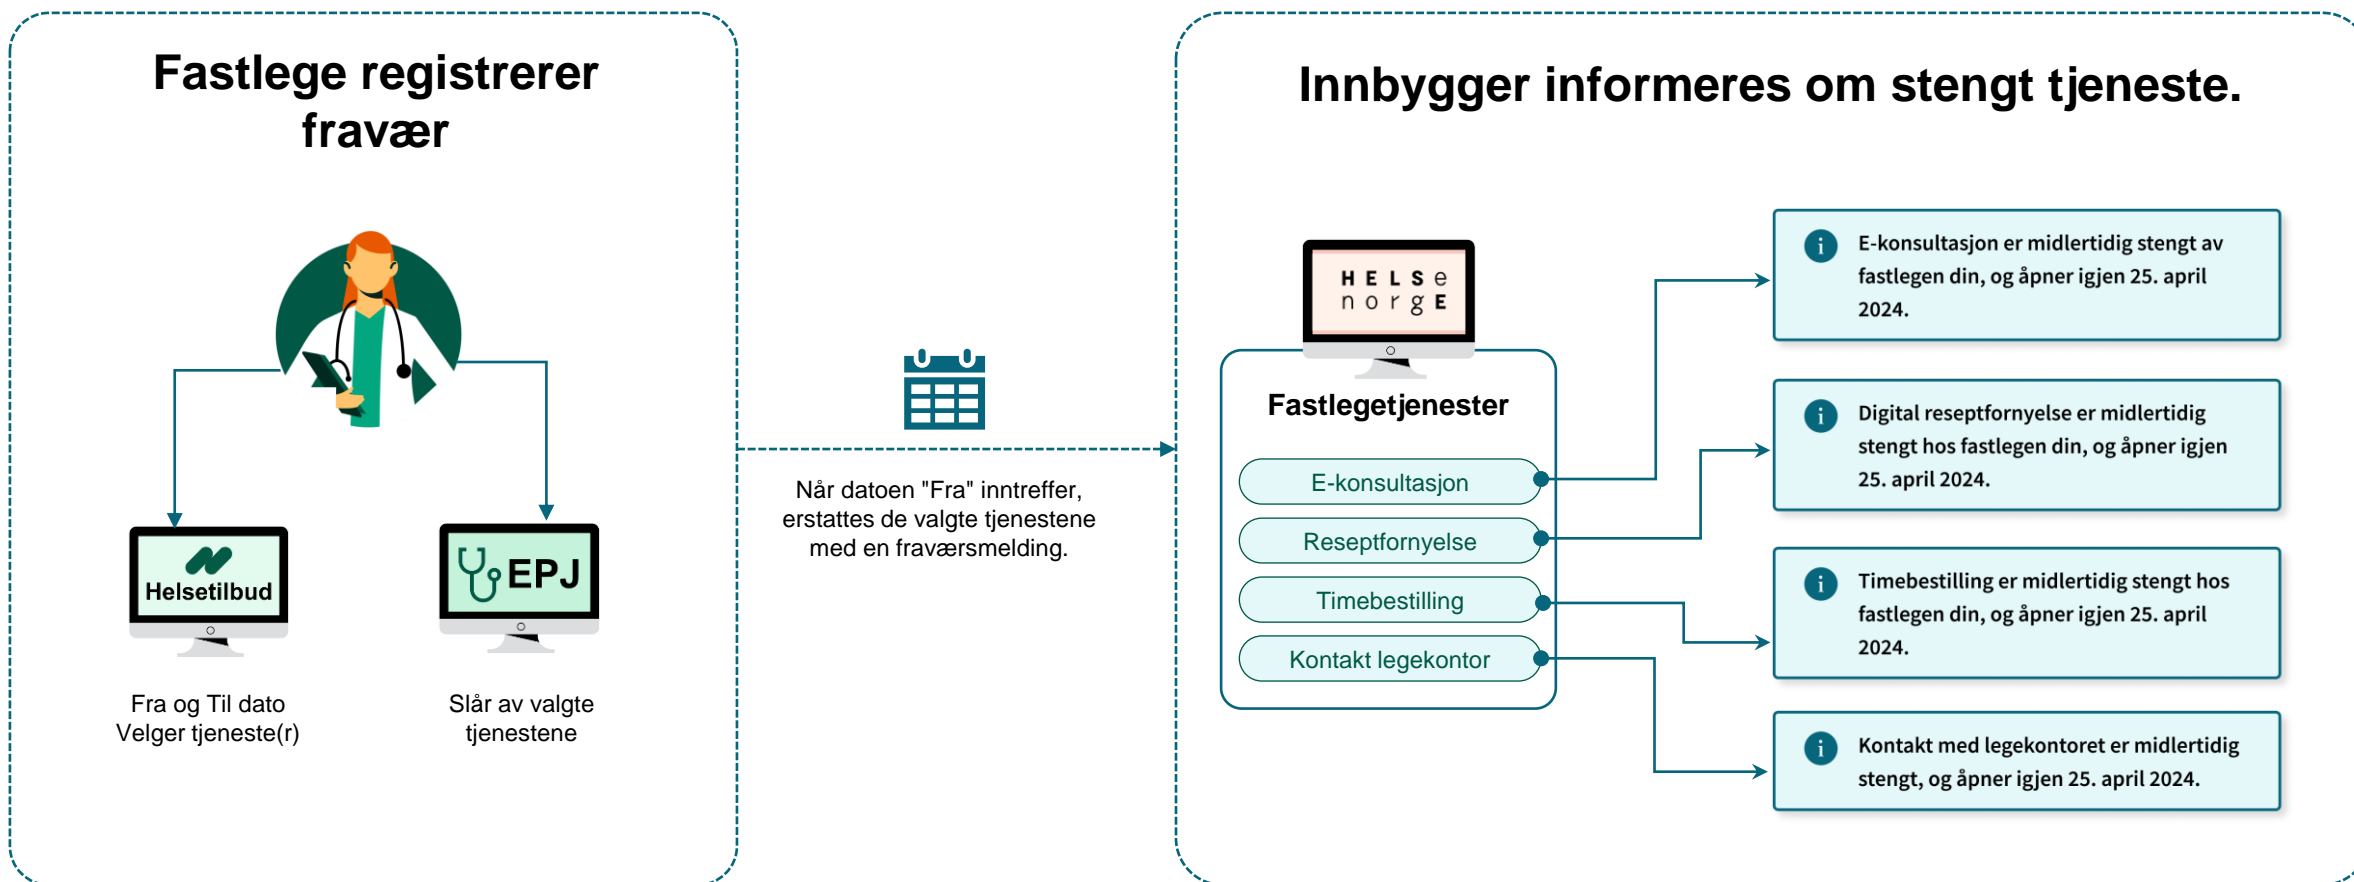 Fastlege registrerer
fravær
Helsetilbud
EPJ
Fra og Til dato
Velger tjeneste(r)
Slår av valgte
tjenestene
Når datoen "Fra" inntreffer,
erstattes de valgte tjenestene
med en fraværsmelding.
Innbygger informeres om stengt tjeneste.
HELSe
norgE
Fastlegetjenester
E-konsultasjon
Reseptfornyelse
Timebestilling
Kontakt legekontor
i
E-konsultasjon er midlertidig stengt av
fastlegen din, og åpner igjen 25. april
2024.
i
Digital reseptfornyelse er midlertidig
stengt hos fastlegen din, og åpner igjen
25. april 2024.
i
Timebestilling er midlertidig stengt hos
fastlegen din, og åpner igjen 25. april
2024.
i
Kontakt med legekontoret er midlertidig
stengt, og åpner igjen 25. april 2024.